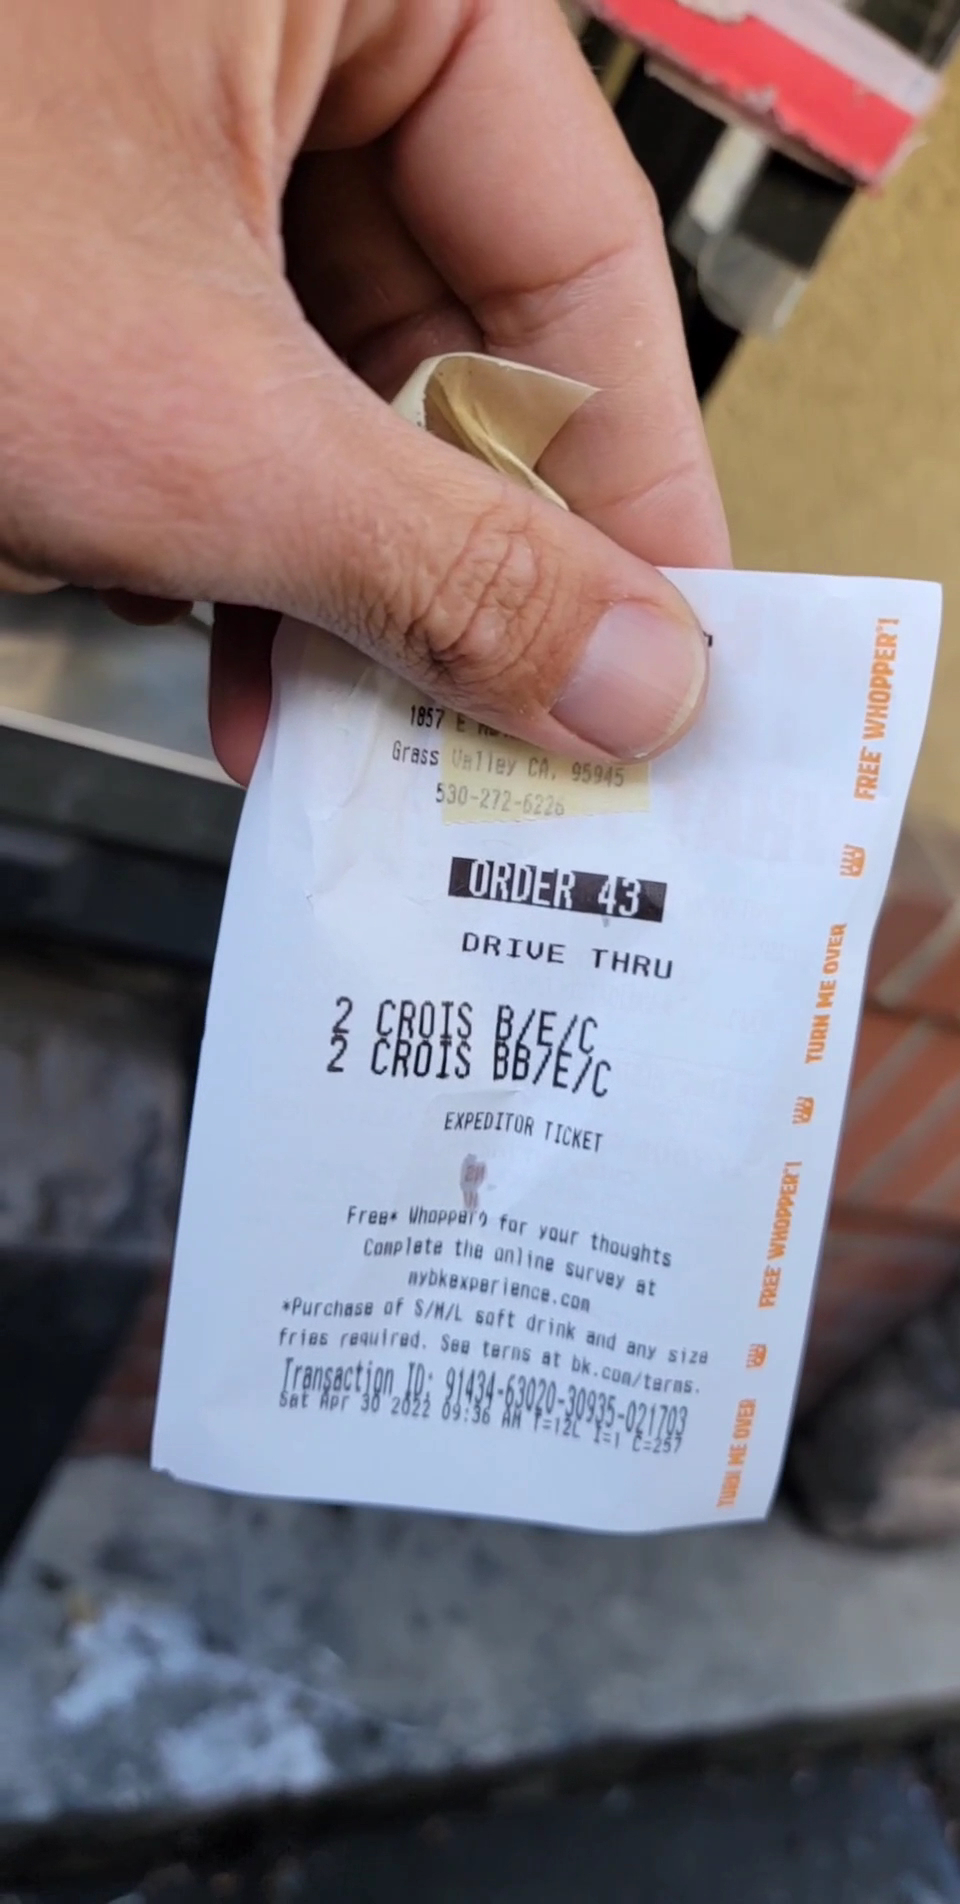 1857 E
Grass Valley CA, 95945
530-272-6226
ORDER 43
DRIVE THRU
2 CROIS B/E/C
2 CROIS BB/E/C
EXPEDITOR TICKET
Free* Whopper® for your thoughts
Complete the online survey at
mybkexperience.com
*Purchase of S/M/L soft drink and any size
fries required. See terms at bk.com/terms.
Transaction ID: 91434-63020-30935-021703
Sat Apr 30 2022 09:36 AM T=12L I=1 C=257
FREE WHOPPER®!
TURN ME OVER
FREE WHOPPER®!
TURN ME OVER